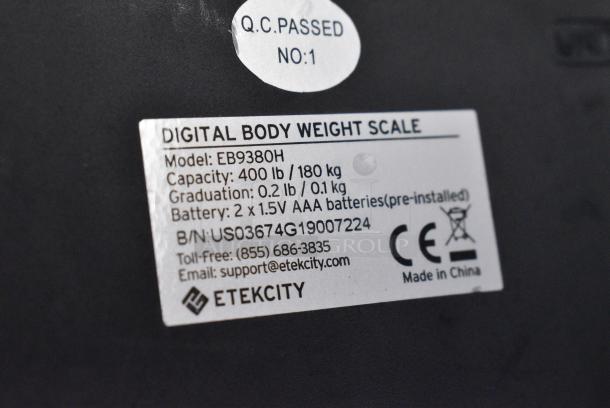 Q.C.PASSED
NO:1
DIGITAL BODY WEIGHT SCALE
Model: EB9380H
Capacity: 400 lb / 180 kg
Graduation: 0.2 lb / 0.1 kg
Battery: 2 x 1.5V AAA batteries(pre-installed)
B/N:US03674G19007224
Toll-Free: (855) 686-3835
Email: support@etekcity.com
CE
Made in China
ETEKCITY
GROUP